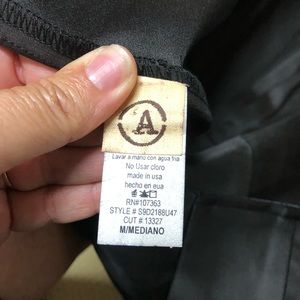 A
Lavar a mano con agua fria
No Usar cloro
made in usa
hecho en eua
RN#107363
STYLE # S9D2188U47
CUT # 13327
M/MEDIANO